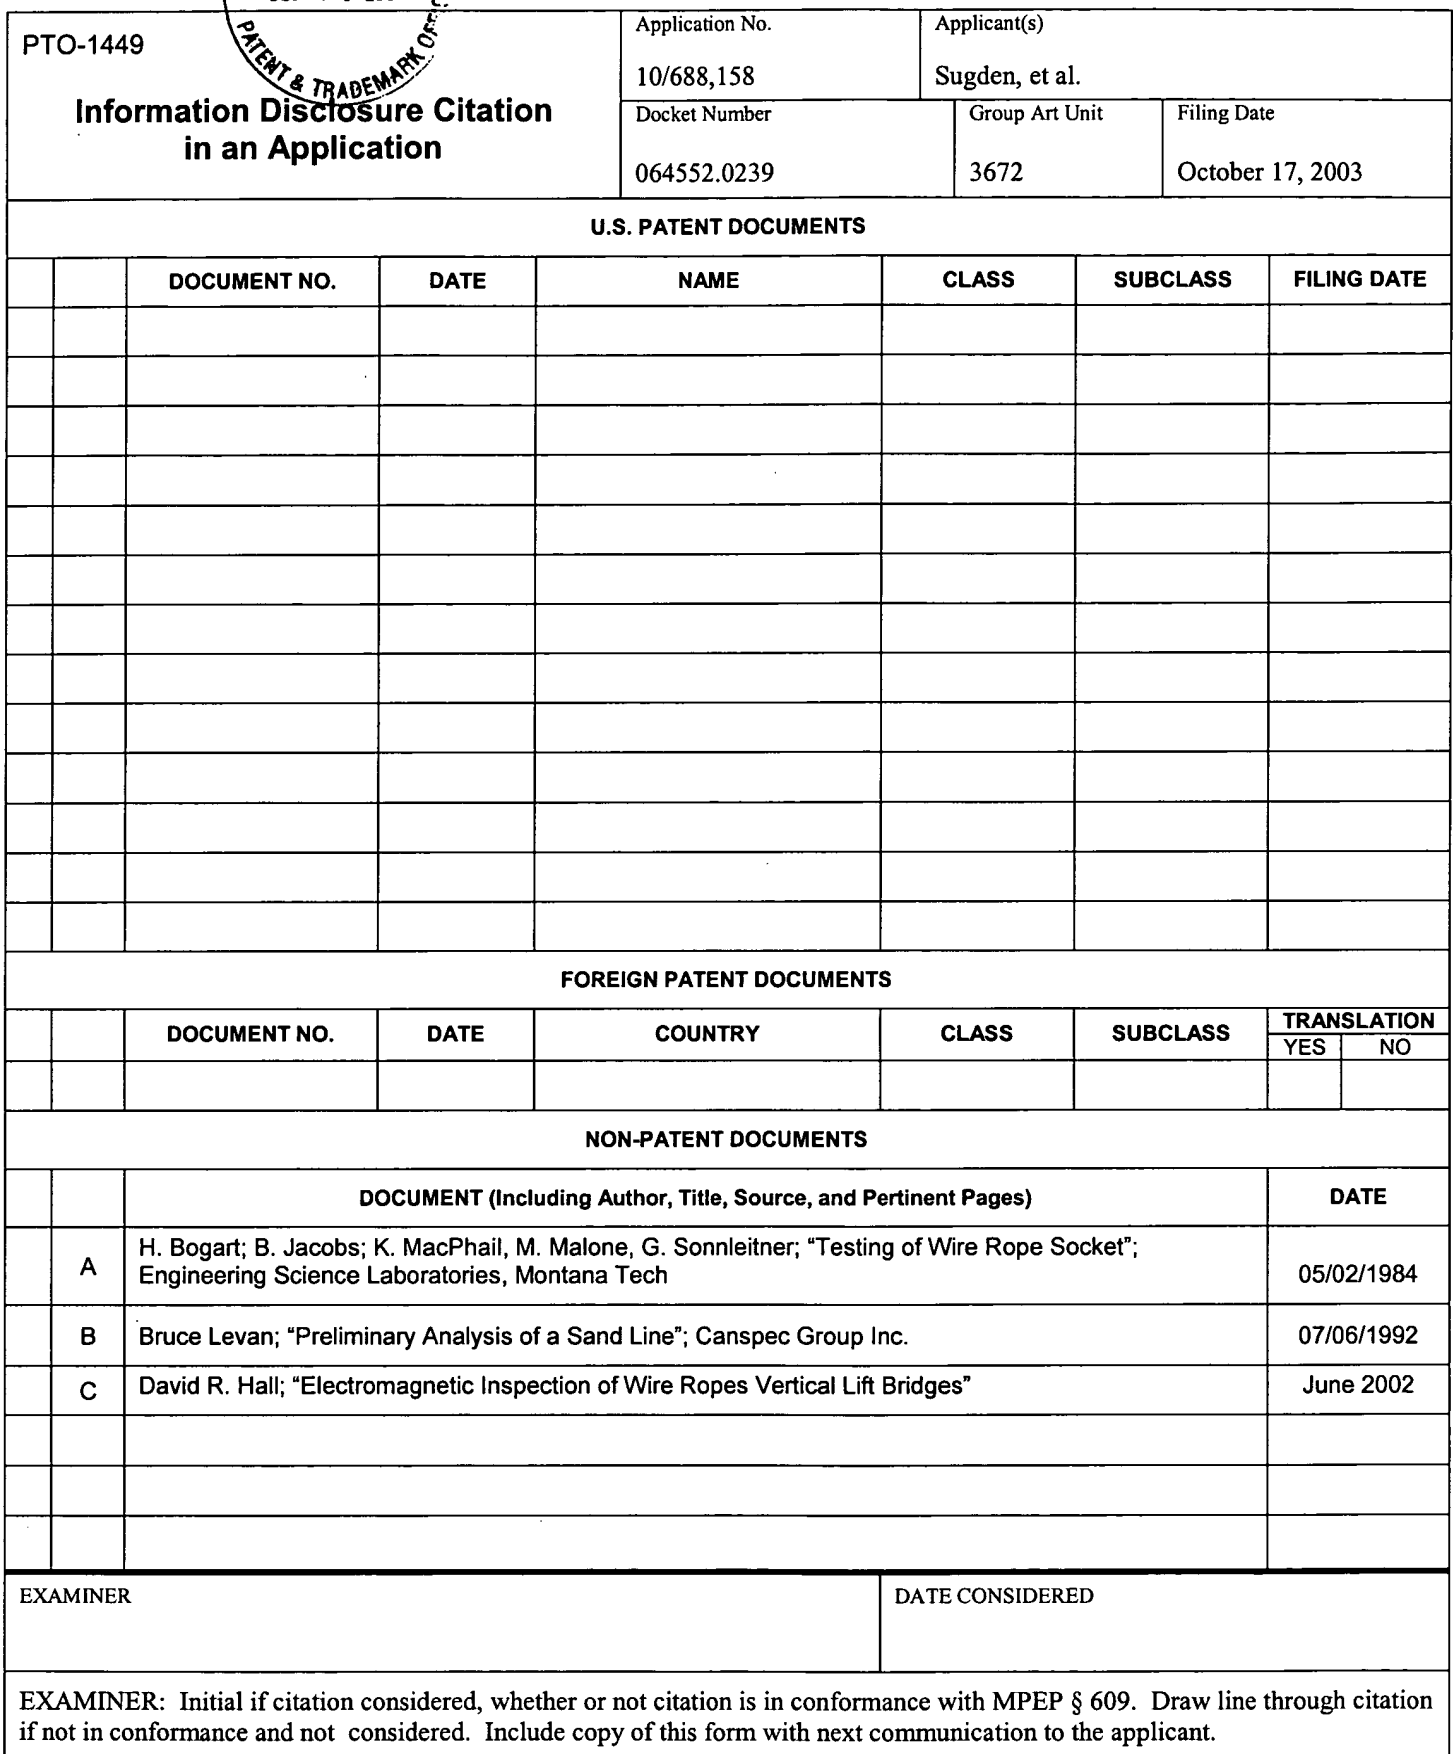 PATENT & TRADEMARK
PTO-1449
Information Disclosure Citation
in an Application
Application No.
10/688,158
Applicant(s)
Sugden, et al.
Docket Number
064552.0239
Group Art Unit
3672
Filing Date
October 17, 2003
U.S. PATENT DOCUMENTS
DOCUMENT NO. DATE NAME CLASS SUBCLASS FILING DATE
FOREIGN PATENT DOCUMENTS
DOCUMENT NO. DATE COUNTRY CLASS SUBCLASS TRANSLATION
YES NO
NON-PATENT DOCUMENTS
DOCUMENT (Including Author, Title, Source, and Pertinent Pages) DATE
A H. Bogart; B. Jacobs; K. MacPhail, M. Malone, G. Sonnleitner; "Testing of Wire Rope Socket";
Engineering Science Laboratories, Montana Tech 05/02/1984
B Bruce Levan; "Preliminary Analysis of a Sand Line"; Canspec Group Inc. 07/06/1992
C David R. Hall; "Electromagnetic Inspection of Wire Ropes Vertical Lift Bridges" June 2002
EXAMINER
DATE CONSIDERED
EXAMINER: Initial if citation considered, whether or not citation is in conformance with MPEP § 609. Draw line through citation
if not in conformance and not considered. Include copy of this form with next communication to the applicant.